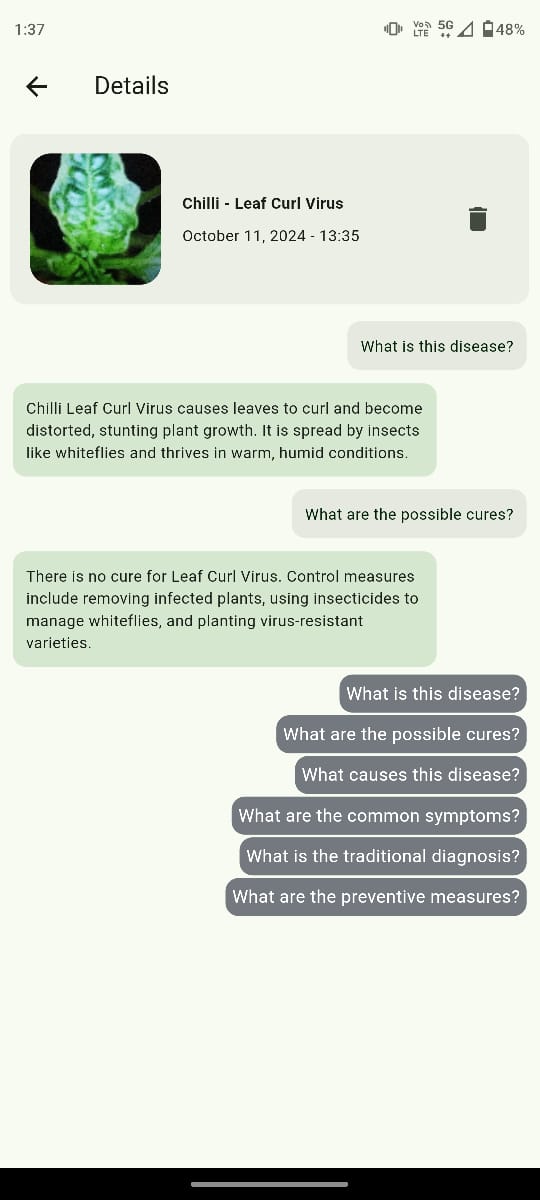 1:37
Vo)) LTE 5G 48%
Details
Chilli - Leaf Curl Virus
October 11, 2024 - 13:35
What is this disease?
Chilli Leaf Curl Virus causes leaves to curl and become
distorted, stunting plant growth. It is spread by insects
like whiteflies and thrives in warm, humid conditions.
What are the possible cures?
There is no cure for Leaf Curl Virus. Control measures
include removing infected plants, using insecticides to
manage whiteflies, and planting virus-resistant
varieties.
What is this disease?
What are the possible cures?
What causes this disease?
What are the common symptoms?
What is the traditional diagnosis?
What are the preventive measures?